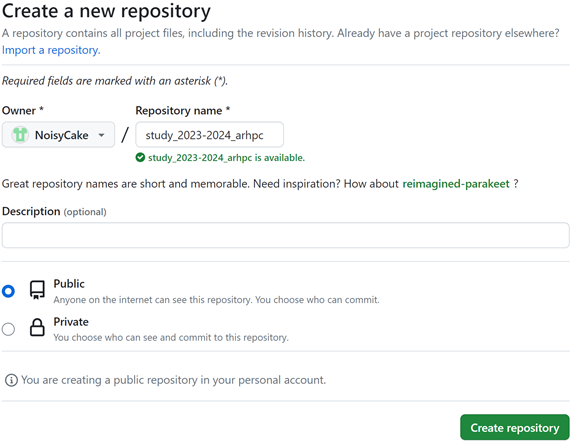 Create a new repository
A repository contains all project files, including the revision history. Already have a project repository elsewhere?
Import a repository.
Required fields are marked with an asterisk (*).
Owner *
Repository name *
NoisyCake
/
study_2023-2024_arhpc
study_2023-2024_arhpc is available.
Great repository names are short and memorable. Need inspiration? How about reimagined-parakeet ?
Description (optional)
Public
Anyone on the internet can see this repository. You choose who can commit.
Private
You choose who can see and commit to this repository.
You are creating a public repository in your personal account.
Create repository